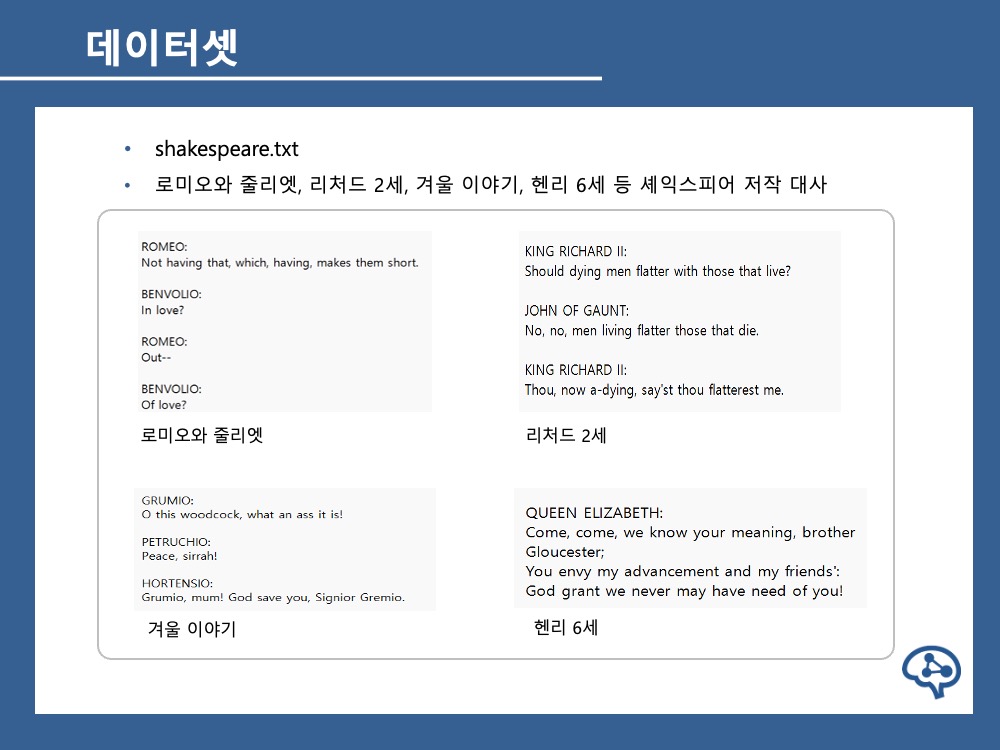 데이터셋
• shakespeare.txt
• 로미오와 줄리엣, 리처드 2세, 겨울 이야기, 헨리 6세 등 셰익스피어 저작 대사
ROMEO:
Not having that, which, having, makes them short.
BENVOLIO:
In love?
ROMEO:
Out--
BENVOLIO:
Of love?
로미오와 줄리엣
KING RICHARD II:
Should dying men flatter with those that live?
JOHN OF GAUNT:
No, no, men living flatter those that die.
KING RICHARD II:
Thou, now a-dying, say'st thou flatterest me.
리처드 2세
GRUMIO:
O this woodcock, what an ass it is!
PETRUCHIO:
Peace, sirrah!
HORTENSIO:
Grumio, mum! God save you, Signior Gremio.
겨울 이야기
QUEEN ELIZABETH:
Come, come, we know your meaning, brother
Gloucester;
You envy my advancement and my friends':
God grant we never may have need of you!
헨리 6세